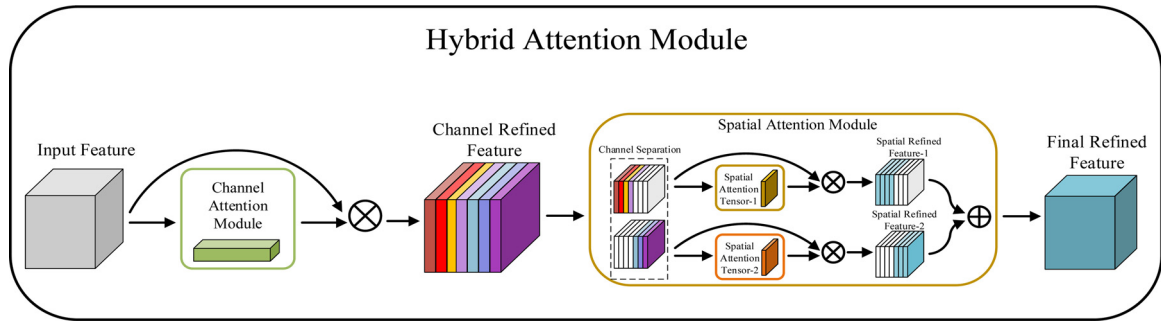 Hybrid Attention Module
Input Feature
Channel
Attention
Module
Channel Refined
Feature
Spatial Attention Module
Channel Separation
Spatial
Attention
Tensor-1
Spatial Refined
Feature-1
Spatial
Attention
Tensor-2
Spatial Refined
Feature-2
Final Refined
Feature